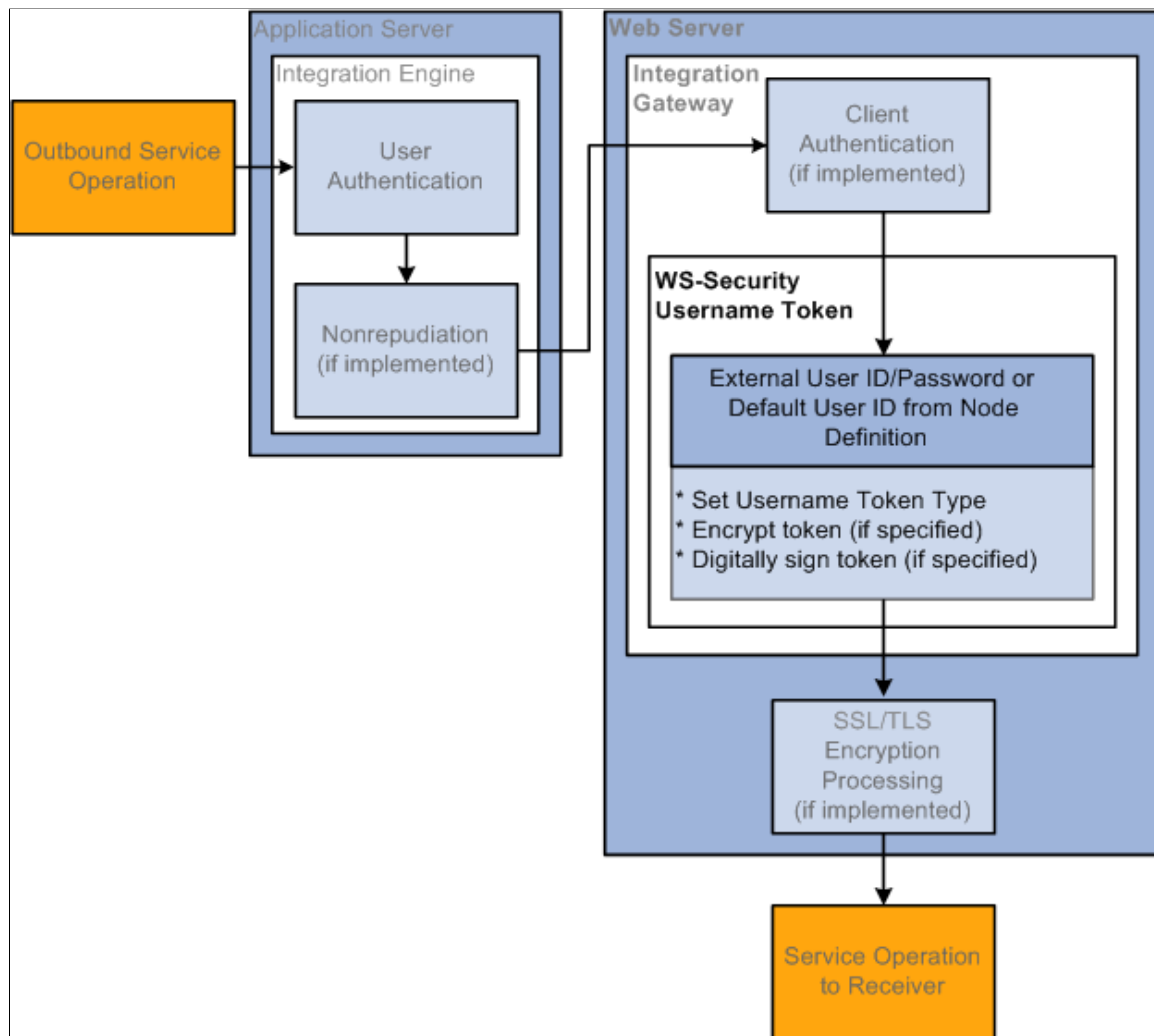 Application Server
Integration Engine
Outbound Service
Operation
User
Authentication
Nonrepudiation
(if implemented)
Web Server
Integration
Gateway
Client
Authentication
(if implemented)
WS-Security
Username Token
External User ID/Password or
Default User ID from Node
Definition
* Set Username Token Type
* Encrypt token (if specified)
* Digitally sign token (if specified)
SSL/TLS
Encryption
Processing
(if implemented)
Service Operation
to Receiver